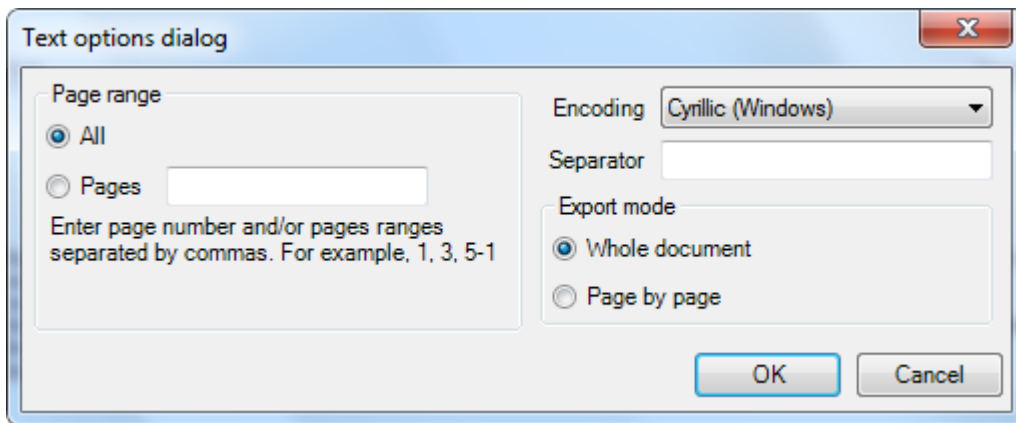 Text options dialog
Page range
All
Pages
Enter page number and/or pages ranges
separated by commas. For example, 1, 3, 5-1
Encoding Cyrillic (Windows)
Separator
Export mode
Whole document
Page by page
OK Cancel